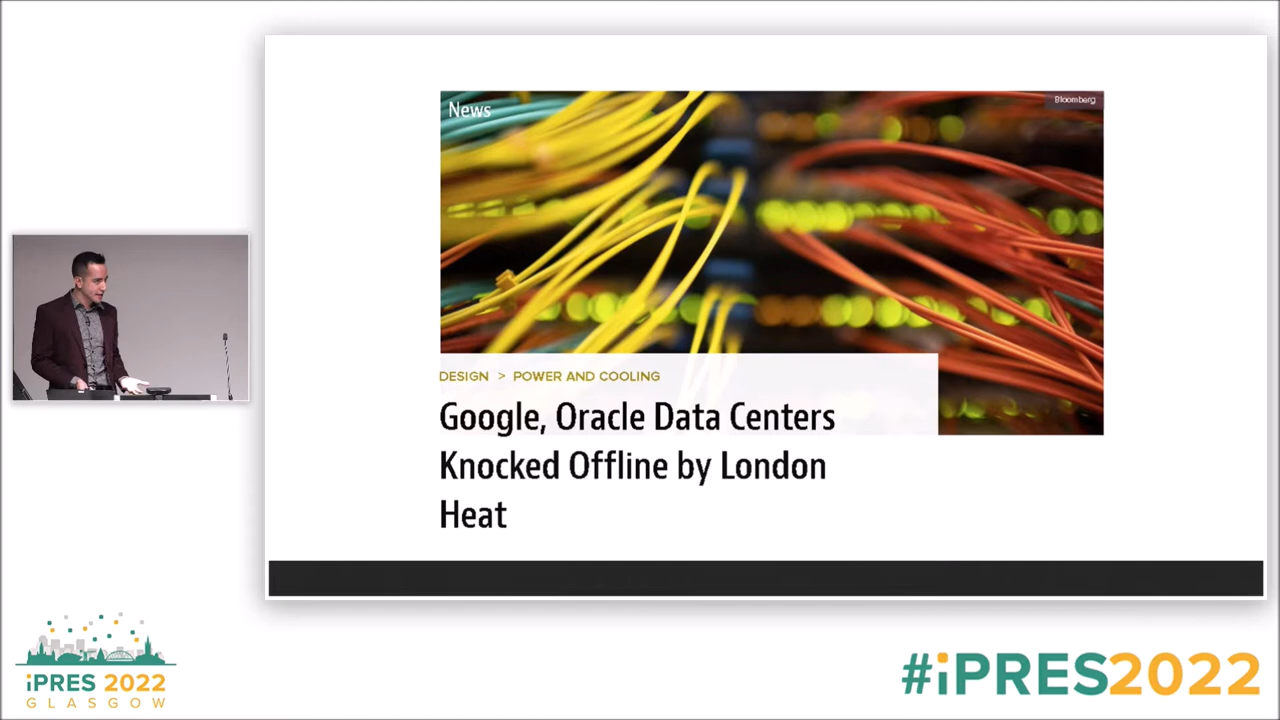 News
Bloomberg
DESIGN > POWER AND COOLING
Google, Oracle Data Centers
Knocked Offline by London
Heat
iPRES 2022
GLASGOW
#iPRES2022